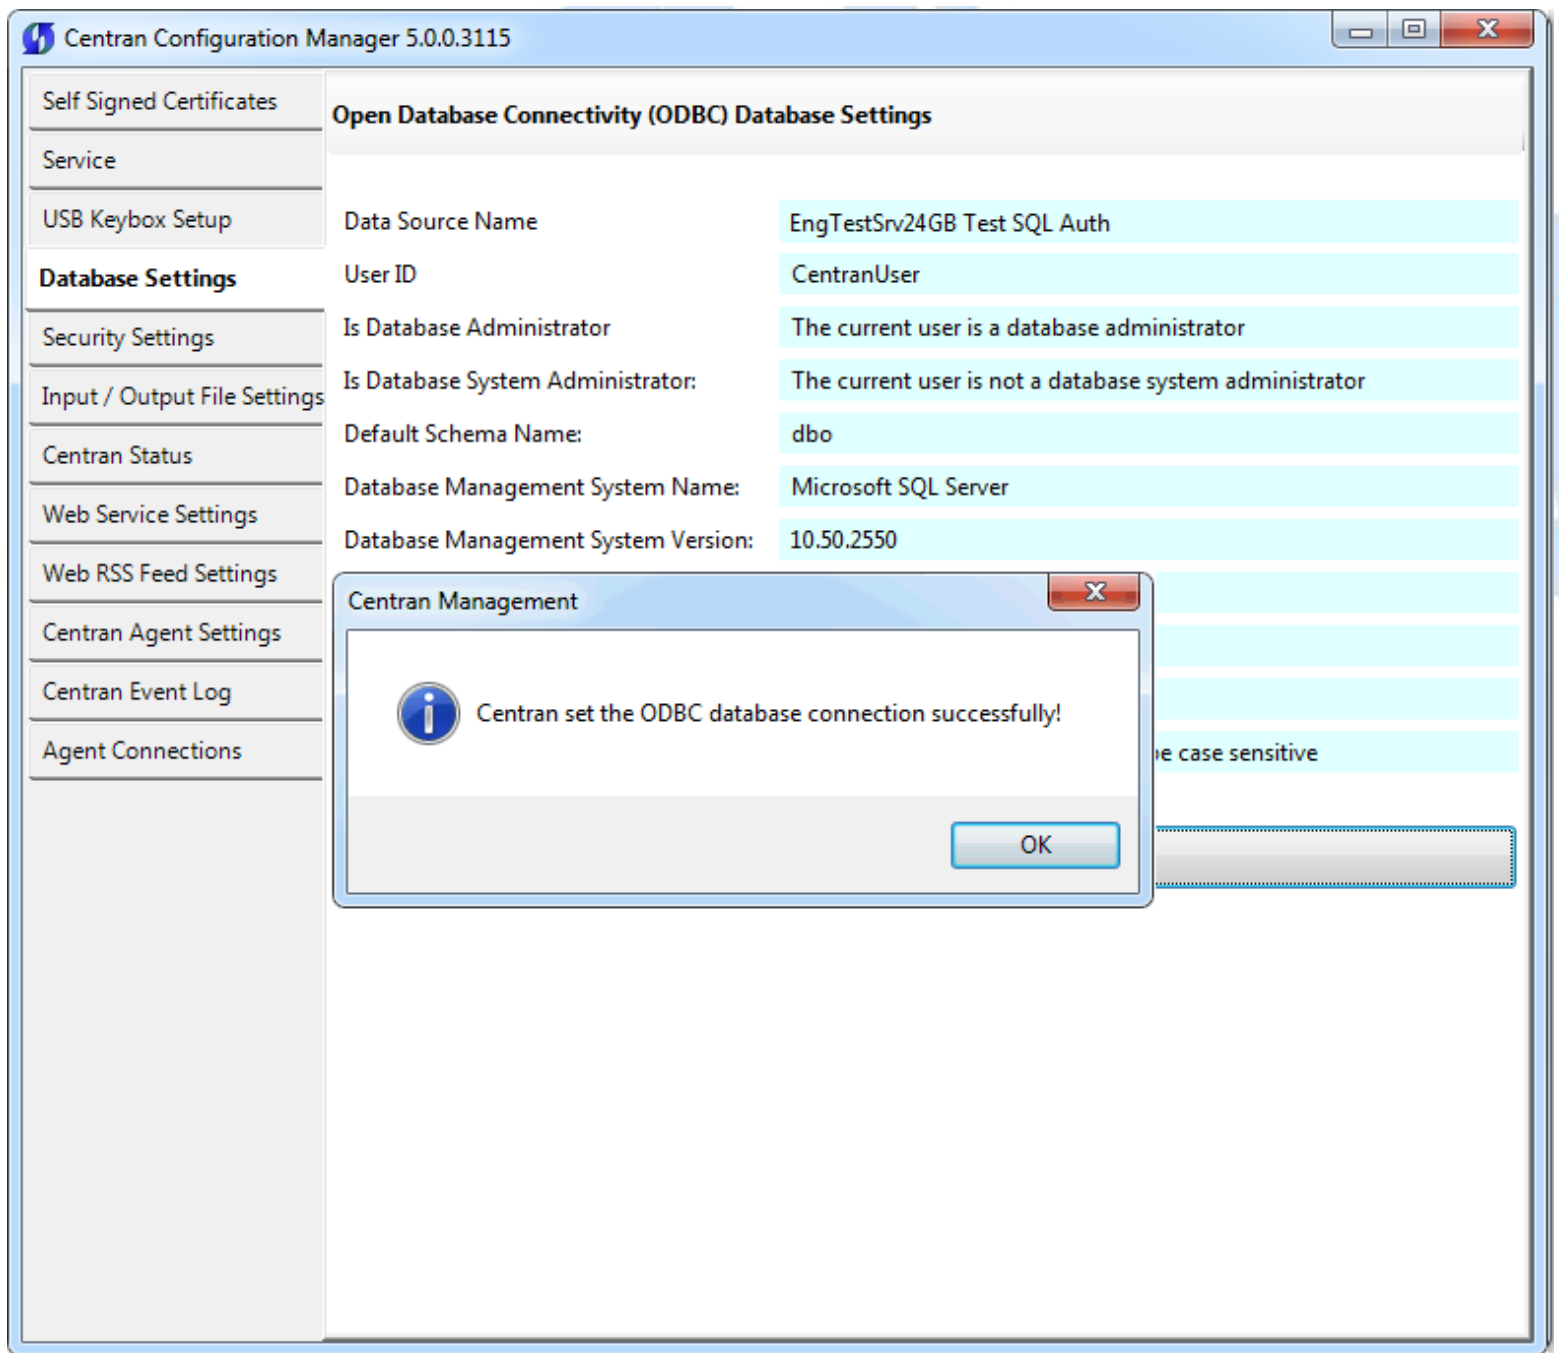 Centran Configuration Manager 5.0.0.3115
Self Signed Certificates
Service
USB Keybox Setup
Database Settings
Security Settings
Input / Output File Settings
Centran Status
Web Service Settings
Web RSS Feed Settings
Centran Agent Settings
Centran Event Log
Agent Connections
Open Database Connectivity (ODBC) Database Settings
Data Source Name EngTestSrv24GB Test SQL Auth
User ID CentranUser
Is Database Administrator The current user is a database administrator
Is Database System Administrator: The current user is not a database system administrator
Default Schema Name: dbo
Database Management System Name: Microsoft SQL Server
Database Management System Version: 10.50.2550
Centran Management
Centran set the ODBC database connection successfully!
OK
case sensitive